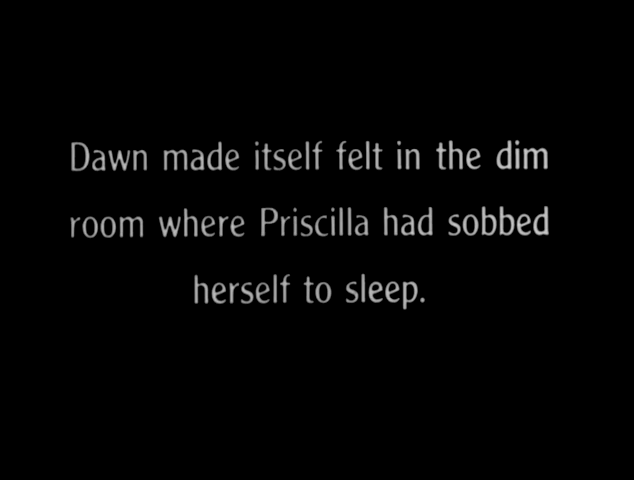 Dawn made itself felt in the dim
room where Priscilla had sobbed
herself to sleep.